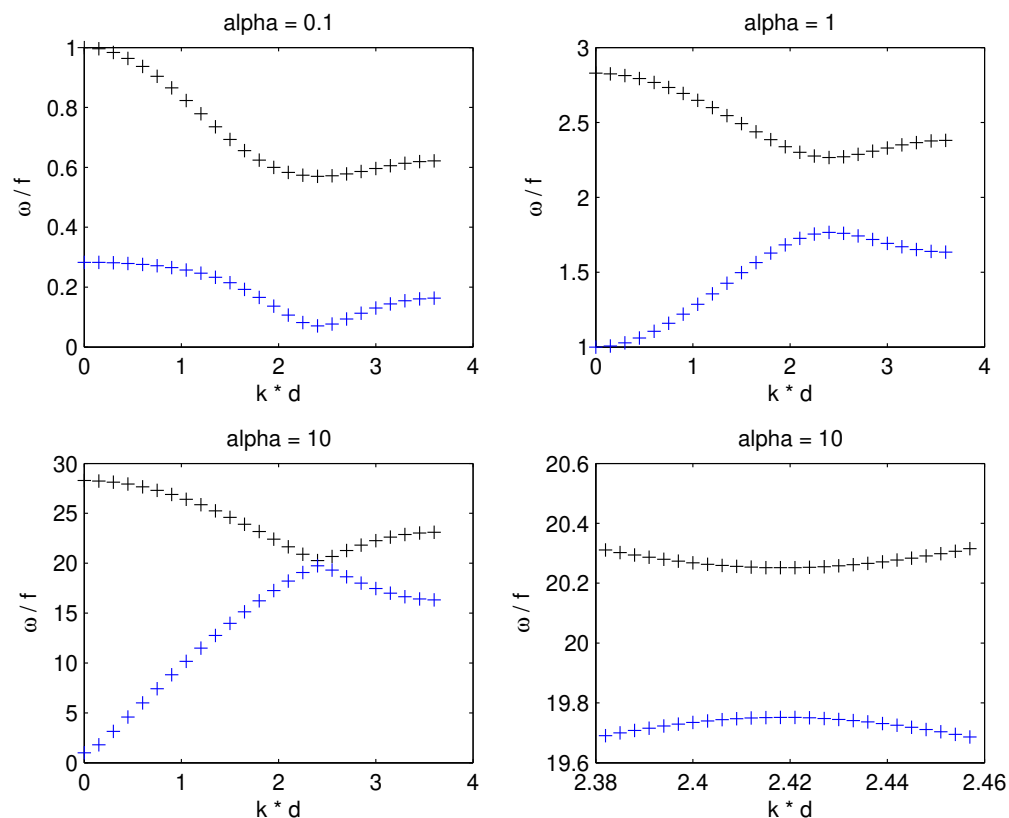 alpha = 0.1
1
0.8
0.6
0.4
0.2
0
ω / f
0 1 2 3 4
k * d
alpha = 1
3
2.5
2
1.5
1
ω / f
0 1 2 3 4
k * d
alpha = 10
30
25
20
15
10
5
0
ω / f
0 1 2 3 4
k * d
alpha = 10
20.6
20.4
20.2
20
19.8
19.6
ω / f
2.38 2.4 2.42 2.44 2.46
k * d